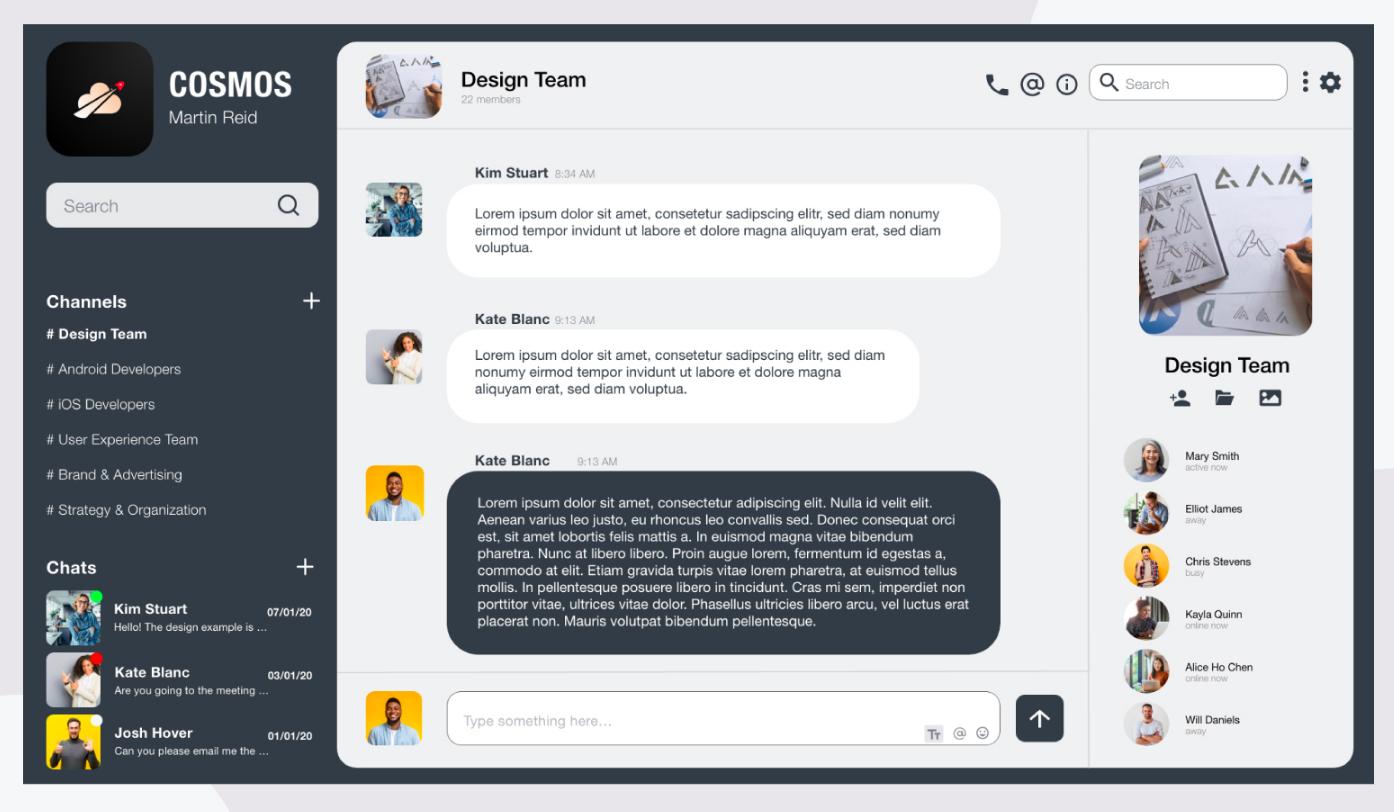 COSMOS
Martin Reid
Search
Channels
# Design Team
# Android Developers
# iOS Developers
# User Experience Team
# Brand & Advertising
# Strategy & Organization
Chats
Kim Stuart 07/01/20
Hello! The design example is ...
Kate Blanc 03/01/20
Are you going to the meeting ...
Josh Hover 01/01/20
Can you please email me the ...
Design Team
22 members
Search
Kim Stuart 8:34 AM
Lorem ipsum dolor sit amet, consetetur sadipscing elitr, sed diam nonumy
eirmod tempor invidunt ut labore et dolore magna aliquyam erat, sed diam
voluptua.
Kate Blanc 9:13 AM
Lorem ipsum dolor sit amet, consetetur sadipscing elitr, sed diam
nonumy eirmod tempor invidunt ut labore et dolore magna
aliquyam erat, sed diam voluptua.
Kate Blanc 9:13 AM
Lorem ipsum dolor sit amet, consectetur adipiscing elit. Nulla id velit elit.
Aenean varius leo justo, eu rhoncus leo convallis sed. Donec consequat orci
est, sit amet lobortis felis mattis a. In euismod magna vitae bibendum
pharetra. Nunc at libero libero. Proin augue lorem, fermentum id egestas a,
commodo at elit. Etiam gravida turpis vitae lorem pharetra, at euismod tellus
mollis. In pellentesque posuere libero in tincidunt. Cras mi sem, imperdiet non
porttitor vitae, ultrices vitae dolor. Phasellus ultricies libero arcu, vel luctus erat
placerat non. Mauris volutpat bibendum pellentesque.
Type something here...
TT @
Design Team
Mary Smith
active now
Elliot James
away
Chris Stevens
busy
Kayla Quinn
online now
Alice Ho Chen
online now
Will Daniels
away